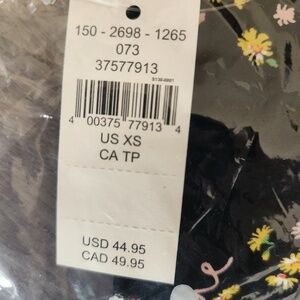 150 - 2698 - 1265
073
37577913
4 00375 77913 4
US XS
CA TP
USD 44.95
CAD 49.95